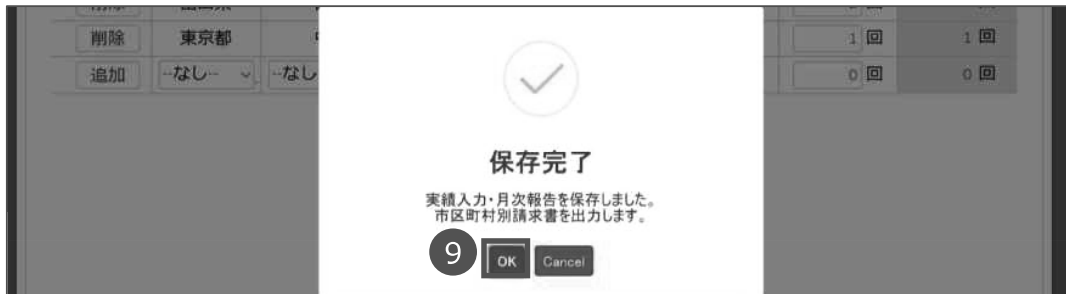 削除 東京都 1 回 1 回
追加 --なし-- --なし 0 回 0 回
保存完了
実績入力・月次報告を保存しました。
市区町村別請求書を出力します。
9 OK Cancel